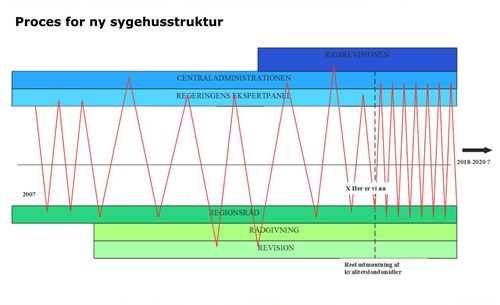 Proces for ny sygehusstruktur
RIGSREVISIONEN
CENTRALADMINISTRATIONEN
REGERINGENS EKSPERTPANEL
2018-2020 ?
X Her er vi nu
2007
REGIONSRÅD
RÅDGIVNING
REVISION
Reel udmøntning af
kvalitetsfondsmidler